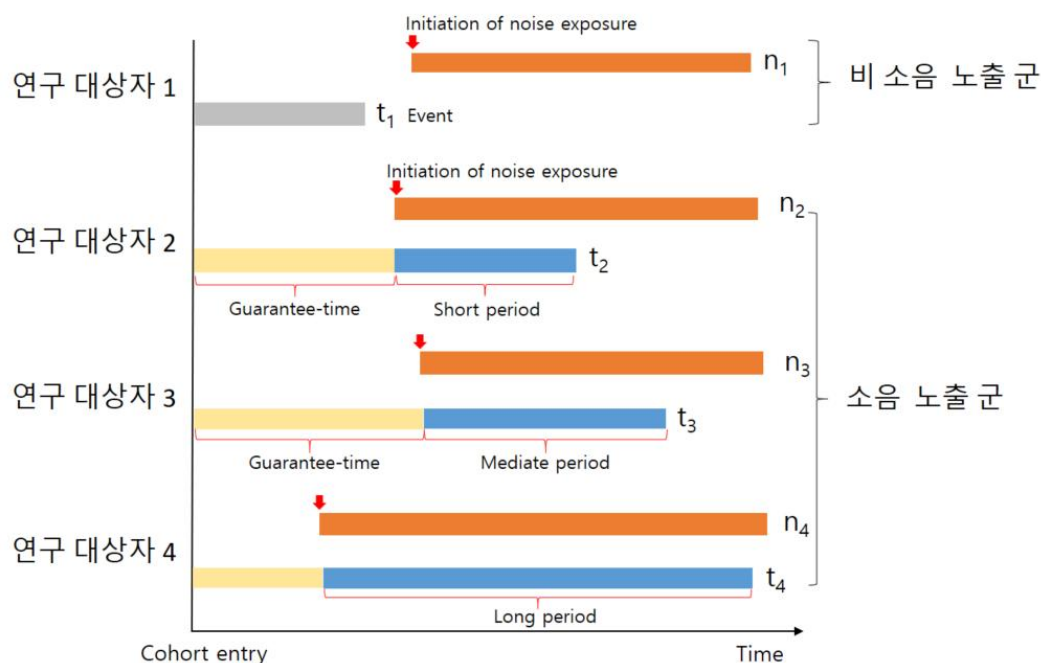 Initiation of noise exposure
연구 대상자 1
n1
비 소음 노출 군
t1 Event
Initiation of noise exposure
연구 대상자 2
n2
t2
Guarantee-time
Short period
연구 대상자 3
n3
소음 노출 군
t3
Guarantee-time
Mediate period
연구 대상자 4
n4
t4
Long period
Cohort entry
Time